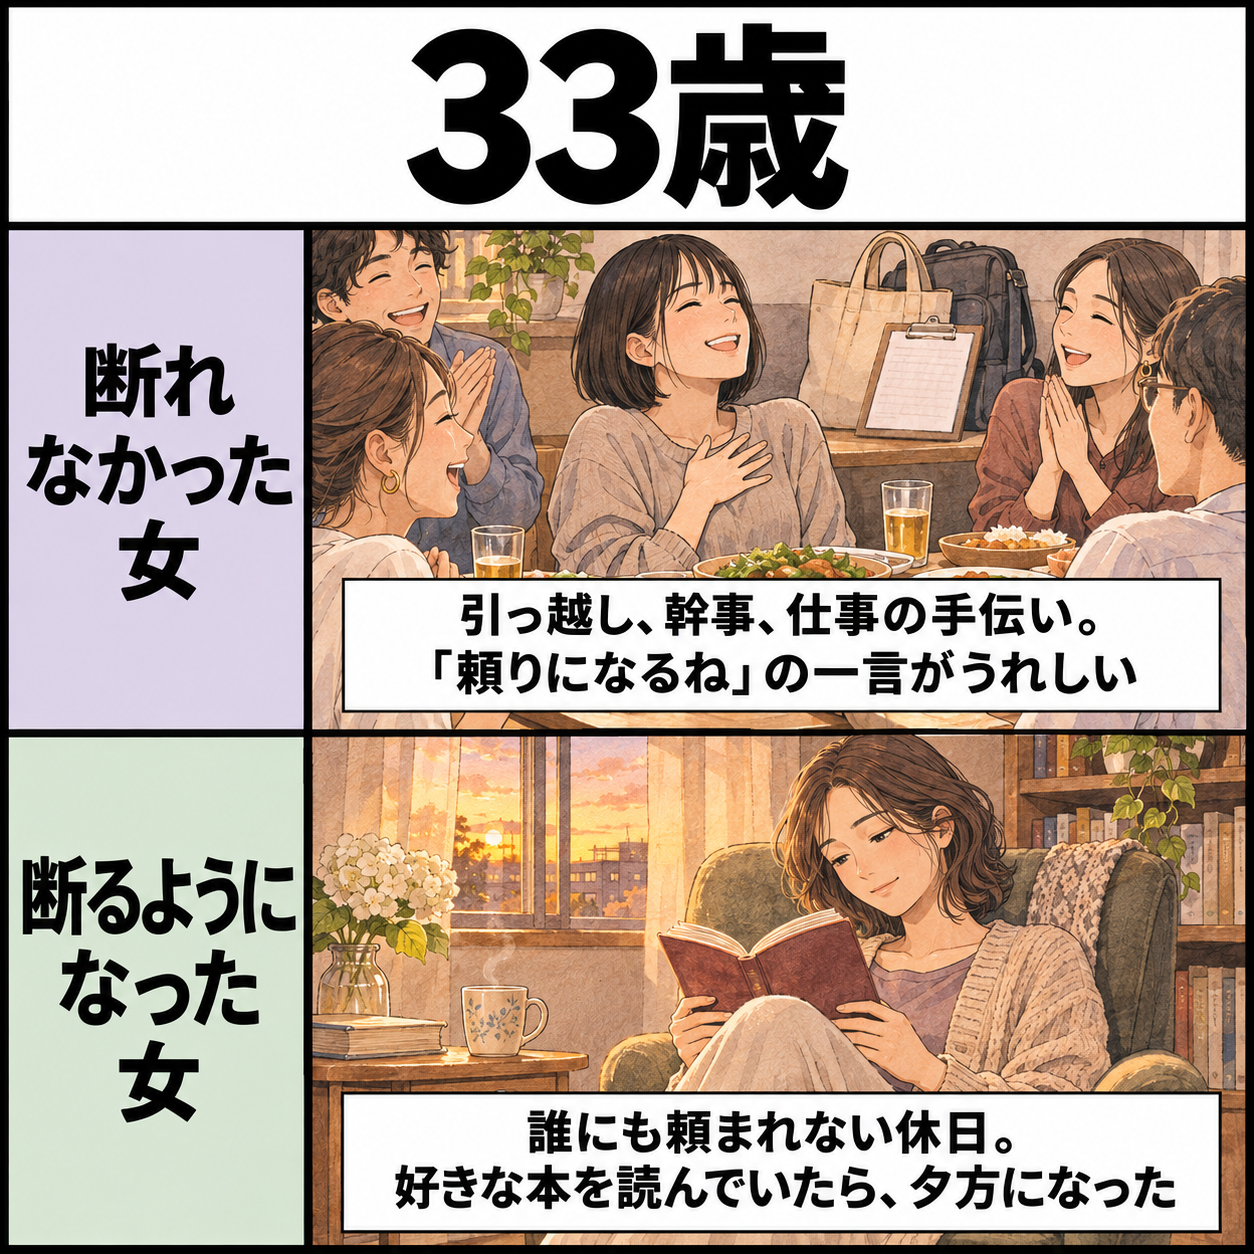 33歳
断れ
なかった
女
引っ越し、幹事、仕事の手伝い。
「頼りになるね」の一言がうれしい
断るように
なった
女
誰にも頼まれない休日。
好きな本を読んでいたら、夕方になった